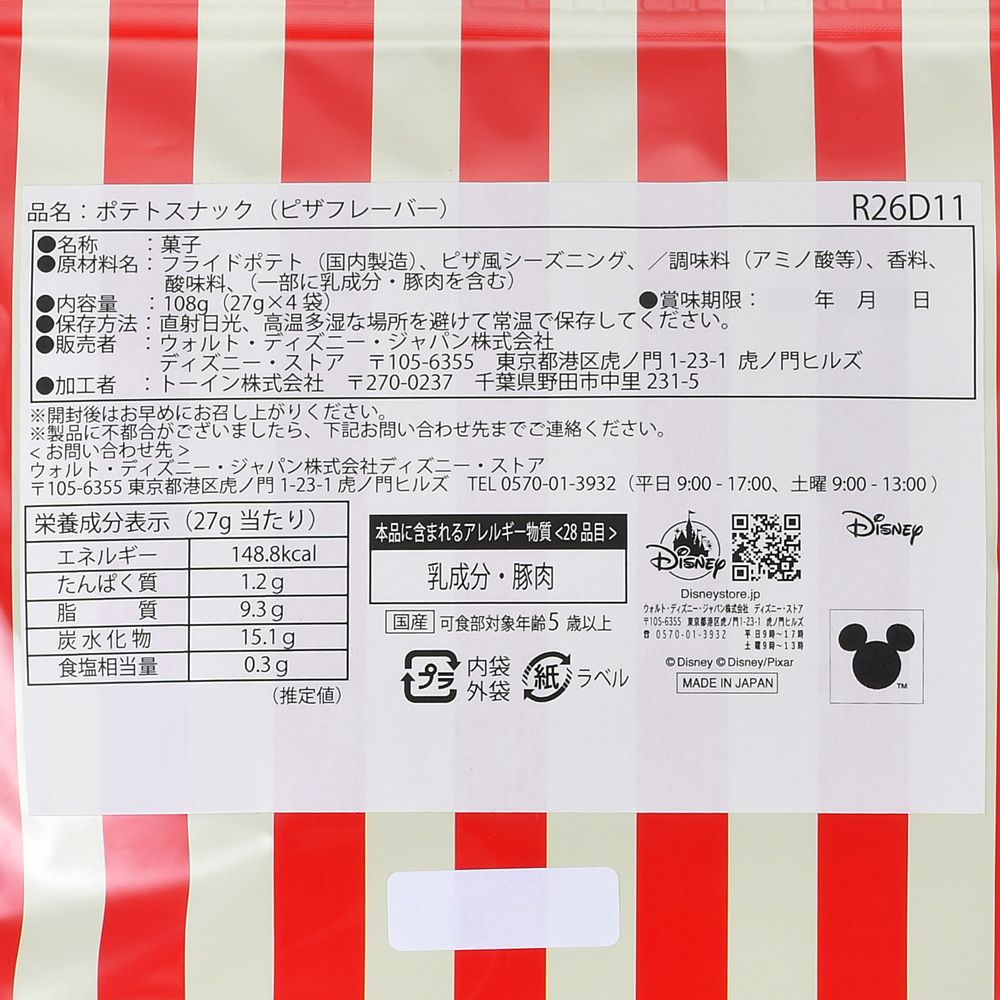 品名：ポテトスナック（ピザフレーバー）
R26D11
●名称　：菓子
●原材料名：フライドポテト（国内製造）、ピザ風シーズニング、／調味料（アミノ酸等）、香料、
酸味料、（一部に乳成分・豚肉を含む）
●内容量　：108g（27g×4袋）
●賞味期限：　年　月　日
●保存方法：直射日光、高温多湿な場所を避けて常温で保存してください。
●販売者　：ウォルト・ディズニー・ジャパン株式会社
ディズニー・ストア　〒105-6355　東京都港区虎ノ門 1-23-1 虎ノ門ヒルズ
●加工者　：トーイン株式会社　〒270-0237　千葉県野田市中里 231-5
※開封後はお早めにお召し上がりください。
※製品に不都合がございましたら、下記お問い合わせ先までご連絡ください。
＜お問い合わせ先＞
ウォルト・ディズニー・ジャパン株式会社ディズニー・ストア
〒105-6355 東京都港区虎ノ門 1-23-1 虎ノ門ヒルズ　TEL 0570-01-3932（平日 9:00 - 17:00、土曜 9:00 - 13:00 ）
栄養成分表示（27g 当たり）
エネルギー　148.8kcal
たんぱく質　1.2g
脂　質　9.3g
炭水化物　15.1g
食塩相当量　0.3g
（推定値）
本品に含まれるアレルギー物質<28品目>
乳成分・豚肉
国産 可食部対象年齢5 歳以上
プラ 内袋
外袋
紙 ラベル
Disney
Disneystore.jp
ウォルト・ディズニー・ジャパン株式会社 ディズニー・ストア
〒105-6355 東京都港区虎ノ門1-23-1 虎ノ門ヒルズ
☎ 0570-01-3932　平日9時〜17時
土曜9時〜13時
© Disney © Disney/Pixar
MADE IN JAPAN
Disney
TM